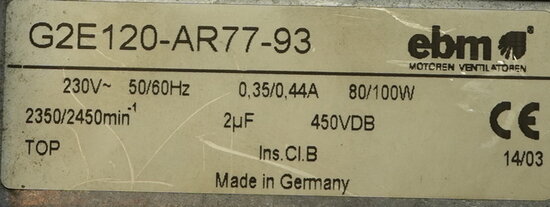 G2E120-AR77-93
ebm
MOTOREN VENTILATOREN
230V~ 50/60Hz 0,35/0,44A 80/100W
2350/2450min⁻¹ 2µF 450VDB CE
TOP Ins.Cl.B 14/03
Made in Germany